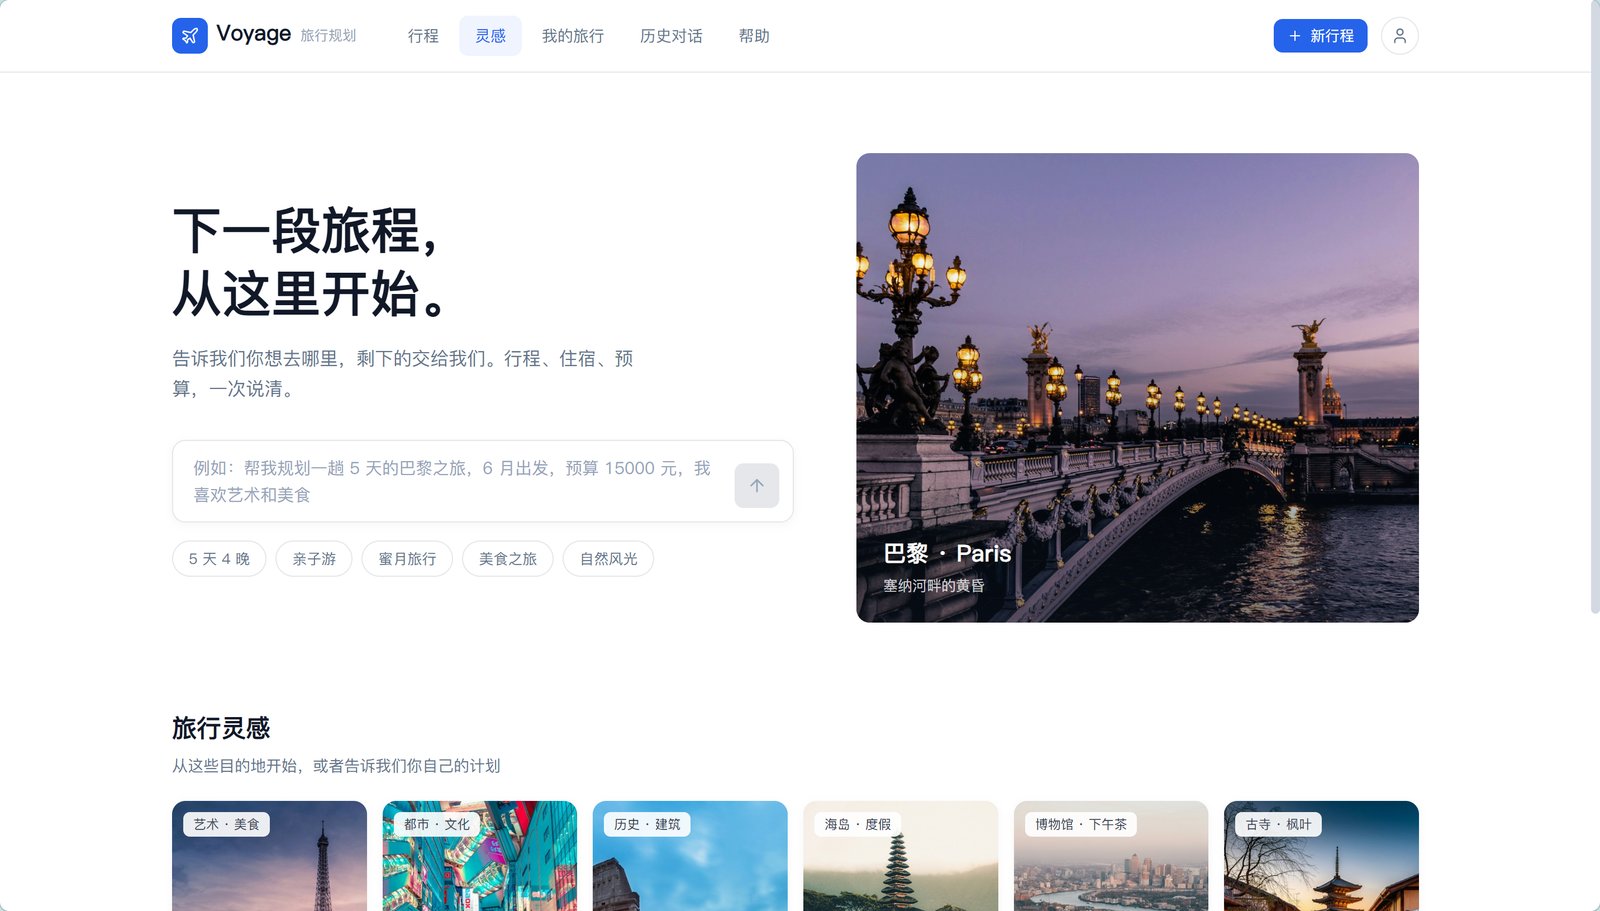 Voyage 旅行规划
行程
灵感
我的旅行
历史对话
帮助
+ 新行程
下一段旅程，
从这里开始。
告诉我们你想去哪里，剩下的交给我们。行程、住宿、预
算，一次说清。
例如：帮我规划一趟 5 天的巴黎之旅，6 月出发，预算 15000 元，我
喜欢艺术和美食
5 天 4 晚
亲子游
蜜月旅行
美食之旅
自然风光
巴黎 · Paris
塞纳河畔的黄昏
旅行灵感
从这些目的地开始，或者告诉我们你自己的计划
艺术 · 美食
都市 · 文化
历史 · 建筑
海岛 · 度假
博物馆 · 下午茶
古寺 · 枫叶